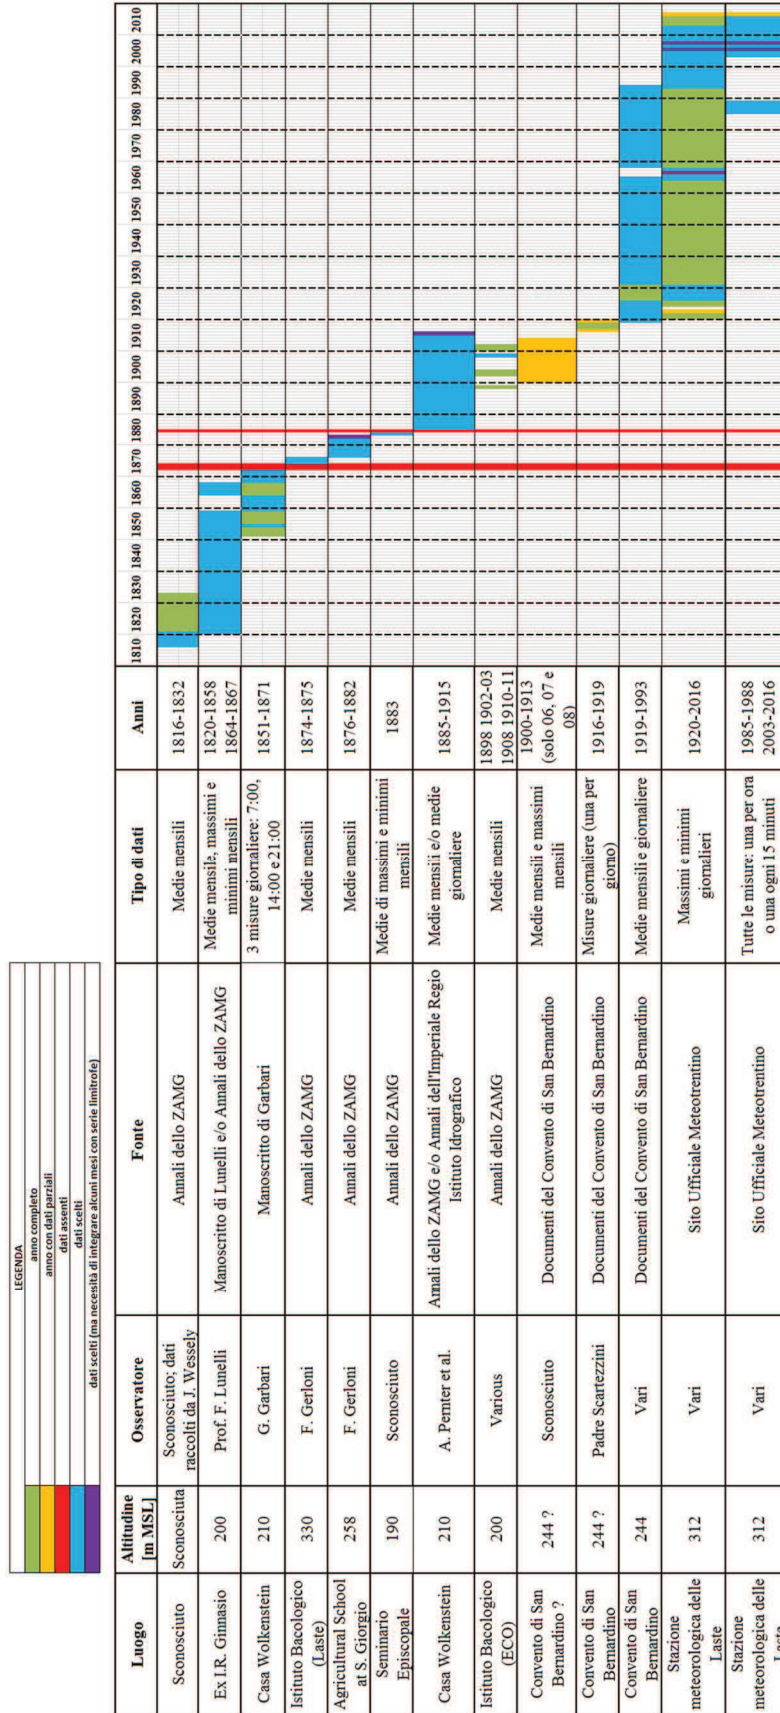 LEGENDA
anno completo
anno con dati parziali
dati assenti
dati scelti
dati scelti (ma necesità di integrare alcuni mesi con serie limitrofe)
Luogo
Altitudine
[m MSL]
Osservatore
Fonte
Tipo di dati
Anni
1810 1820 1830 1840 1850 1860 1870 1880 1890 1900 1910 1920 1930 1940 1950 1960 1970 1980 1990 2000 2010
Sconosciuto
Sconosciuta
Sconosciuto; dati
raccolti da J. Wessely
Annali dello ZAMG
Medie mensili
1816-1832
Ex I.R. Ginnasio
200
Prof. F. Lunelli
Manoscritto di Lunelli e/o Annali dello ZAMG
Medie mensile, massimi e
minimi mensili
1820-1858
1864-1867
Casa Wolkenstein
210
G. Garbari
Manoscritto di Garbari
3 misure giornaliere: 7:00,
14:00 e 21:00
1851-1871
Istituto Bacologico
(Laste)
330
F. Gerloni
Annali dello ZAMG
Medie mensili
1874-1875
Agricultural School
at S. Giorgio
258
F. Gerloni
Annali dello ZAMG
Medie mensili
1876-1882
Seminario
Episcopale
190
Sconosciuto
Annali dello ZAMG
Medie di massimi e minimi
mensili
1883
Casa Wolkenstein
210
A. Pernter et al.
Annali dello ZAMG e/o Annali dell'Imperiale Regio
Istituto Idrografico
Medie mensili e/o medie
giornaliere
1885-1915
Istituto Bacologico
(ECO)
200
Various
Annali dello ZAMG
Medie mensili
1898 1902-03
1908 1910-11
Convento di San
Bernardino ?
244 ?
Sconosciuto
Documenti del Convento di San Bernardino
Medie mensili e massimi
mensili
1900-1913
(solo 06, 07 e
08)
Convento di San
Bernardino
244 ?
Padre Scartezzini
Documenti del Convento di San Bernardino
Misure giornaliere (una per
giorno)
1916-1919
Convento di San
Bernardino
244
Vari
Documenti del Convento di San Bernardino
Medie mensili e giornaliere
1919-1993
Stazione
meteorologica delle
Laste
312
Vari
Sito Ufficiale Meteotrentino
Massimi e minimi
giornalieri
1920-2016
Stazione
meteorologica delle
Laste
312
Vari
Sito Ufficiale Meteotrentino
Tutte le misure: una per ora
o una ogni 15 minuti
1985-1988
2003-2016